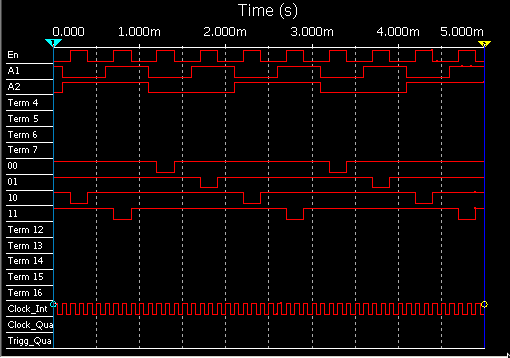 Time (s)
0.000 1.000m 2.000m 3.000m 4.000m 5.000m
En
A1
A2
Term 4
Term 5
Term 6
Term 7
00
01
10
11
Term 12
Term 13
Term 14
Term 15
Term 16
Clock_Int
Clock_Qua
Trigg_Qua